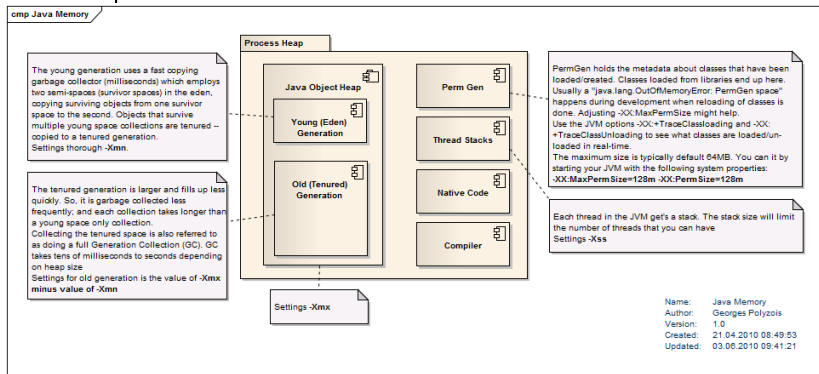 cmp Java Memory
The young generation uses a fast copying
garbage collector (milliseconds) which employs
two semi-spaces (survivor spaces) in the eden,
copying surviving objects from one survivor
space to the second. Objects that survive
multiple young space collections are tenured --
copied to a tenured generation.
Settings thorough -Xmn.
The tenured generation is larger and fills up less
quickly. So, it is garbage collected less
frequently; and each collection takes longer than
a young space only collection.
Collecting the tenured space is also referred to
as doing a full Generation Collection (GC). GC
takes tens of milliseconds to seconds depending
on heap size
Settings for old generation is the value of -Xmx
minus value of -Xmn
Process Heap
Java Object Heap
Young (Eden)
Generation
Old (Tenured)
Generation
Settings -Xmx
Perm Gen
Thread Stacks
Native Code
Compiler
PermGen holds the metadata about classes that have been
loaded/created. Classes loaded from libraries end up here.
Usually a "java.lang.OutOfMemoryError: PermGen space"
happens during development when reloading of classes is
done. Adjusting -XX:MaxPermSize might help.
Use the JVM options -XX:+TraceClassloading and -XX:
+TraceClassUnloading to see what classes are loaded/un-
loaded in real-time.
The maximum size is typically default 64MB. You can it by
starting your JVM with the following system properties:
-XX:MaxPermSize=128m -XX:PermSize=128m
Each thread in the JVM get's a stack. The stack size will limit
the number of threads that you can have
Settings -Xss
Name: Java Memory
Author: Georges Polyzois
Version: 1.0
Created: 21.04.2010 08:49:53
Updated: 03.06.2010 09:41:21